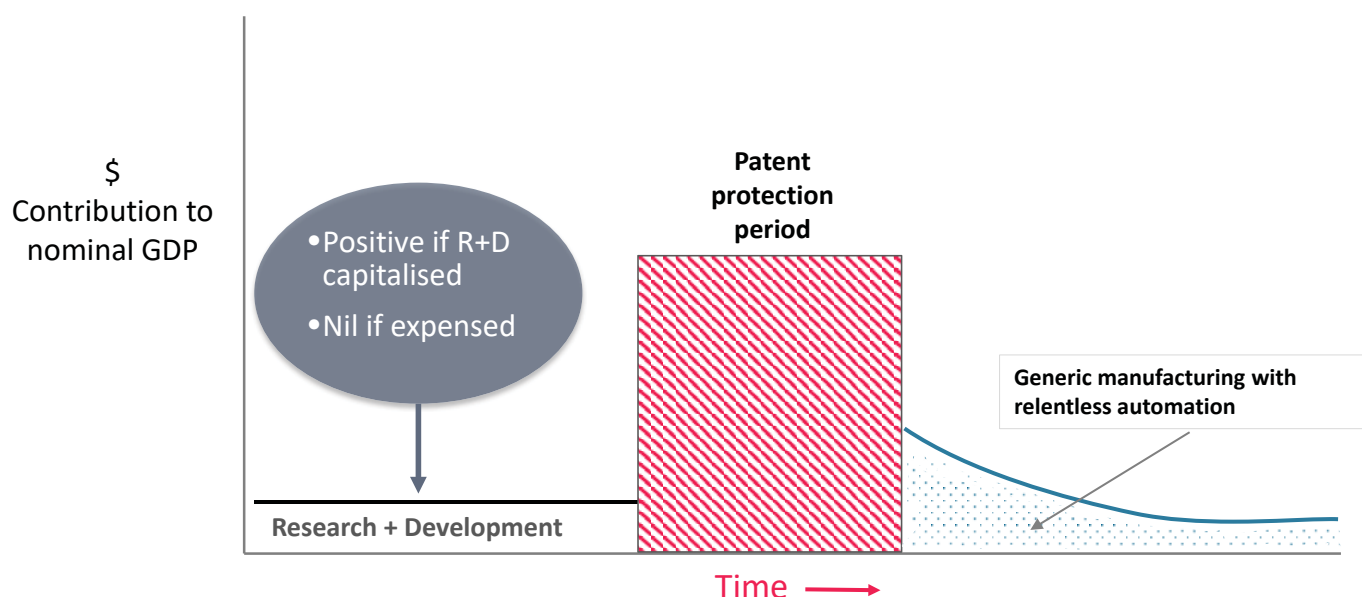 $
Contribution to
nominal GDP
•Positive if R+D
capitalised
•Nil if expensed
Research + Development
Patent
protection
period
Generic manufacturing with
relentless automation
Time